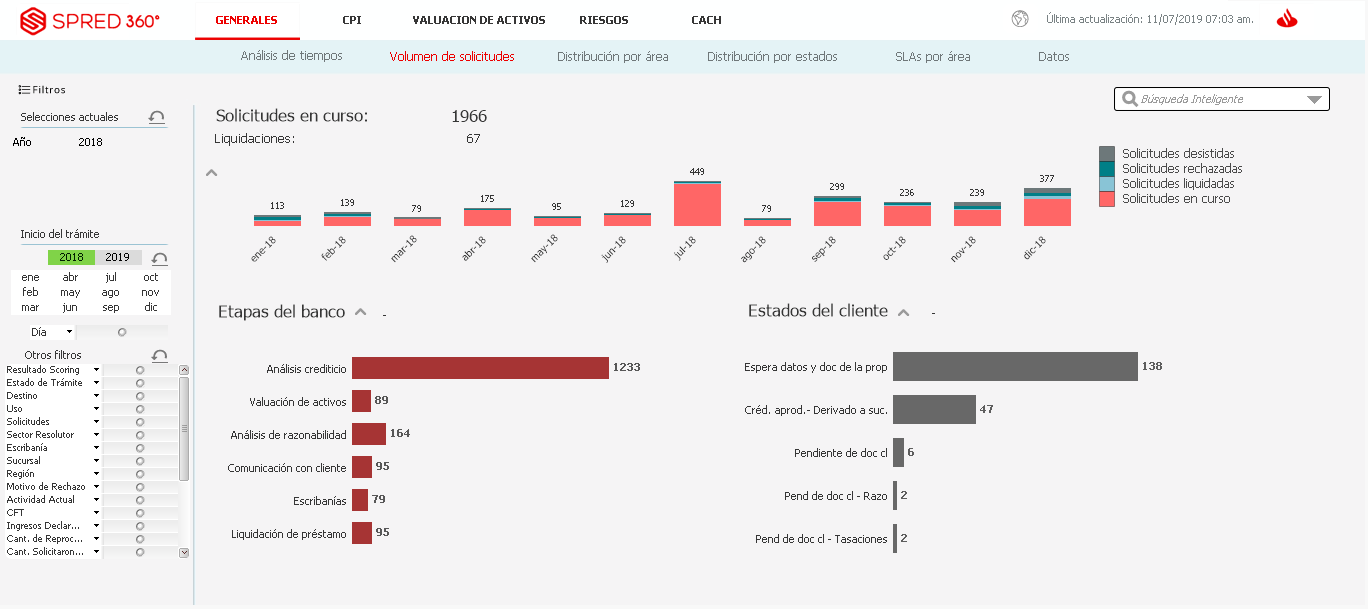 SPRED 360°
GENERALES CPI VALUACION DE ACTIVOS RIESGOS CACH
Última actualización: 11/07/2019 07:03 am.
Análisis de tiempos Volumen de solicitudes Distribución por área Distribución por estados SLAs por área Datos
Filtros
Búsqueda Inteligente
Selecciones actuales
Año 2018
Inicio del trámite
2018 2019
ene abr jul oct
feb may ago nov
mar jun sep dic
Día
Otros filtros
Resultado Scoring
Estado de Trámite
Destino
Uso
Solicitudes
Sector Resolutor
Escribanía
Sucursal
Región
Motivo de Rechazo
Actividad Actual
CFT
Ingresos Declar...
Cant. de Reproc...
Cant. Solicitaron...
Solicitudes en curso: 1966
Liquidaciones: 67
113 139 79 175 95 129 449 79 299 236 239 377
ene-18 feb-18 mar-18 abr-18 may-18 jun-18 jul-18 ago-18 sep-18 oct-18 nov-18 dic-18
Solicitudes desistidas
Solicitudes rechazadas
Solicitudes liquidadas
Solicitudes en curso
Etapas del banco -
Análisis crediticio 1233
Valuación de activos 89
Análisis de razonabilidad 164
Comunicación con cliente 95
Escribanías 79
Liquidación de préstamo 95
Estados del cliente -
Espera datos y doc de la prop 138
Créd. aprod.- Derivado a suc. 47
Pendiente de doc cl 6
Pend de doc cl - Razo 2
Pend de doc cl - Tasaciones 2